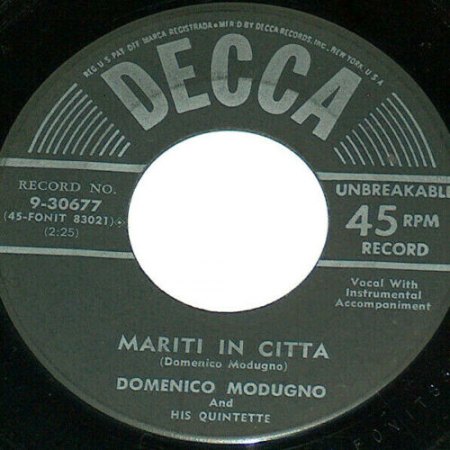 REG U S PAT OFF MARCA REGISTRADA • MF'D BY DECCA RECORDS, INC., NEW YORK, U.S.A.
DECCA
RECORD NO.
9-30677
(45-FONIT 83021)
(2:25)
UNBREAKABLE
45 RPM
RECORD
Vocal With
Instrumental
Accompaniment
MARITI IN CITTA
(Domenico Modugno)
DOMENICO MODUGNO
And
HIS QUINTETTE